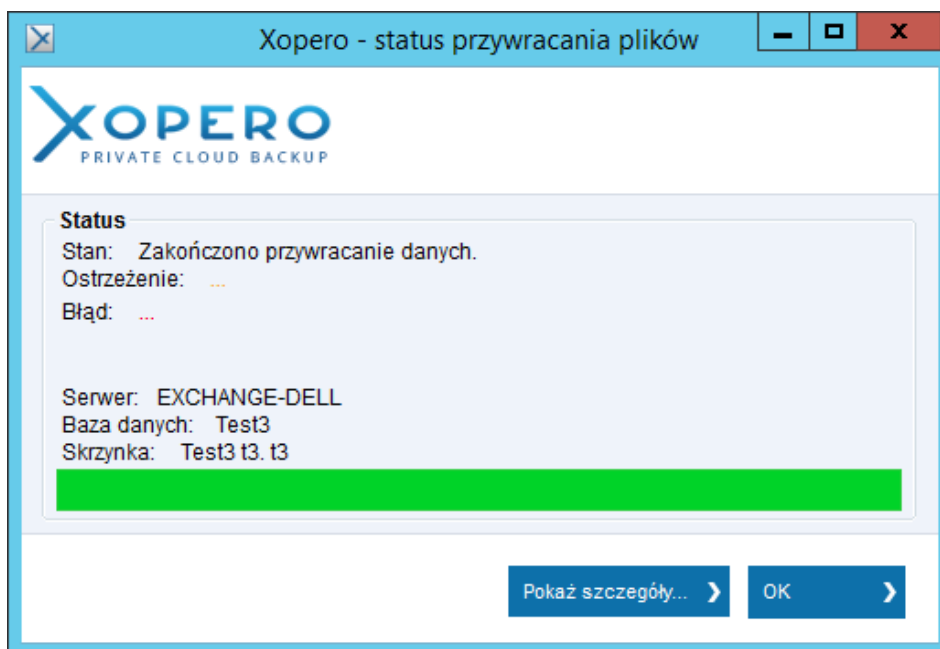 Xopero - status przywracania plików
XOPERO
PRIVATE CLOUD BACKUP
Status
Stan: Zakończono przywracanie danych.
Ostrzeżenie: ...
Błąd: ...
Serwer: EXCHANGE-DELL
Baza danych: Test3
Skrzynka: Test3 t3. t3
Pokaż szczegóły...
OK